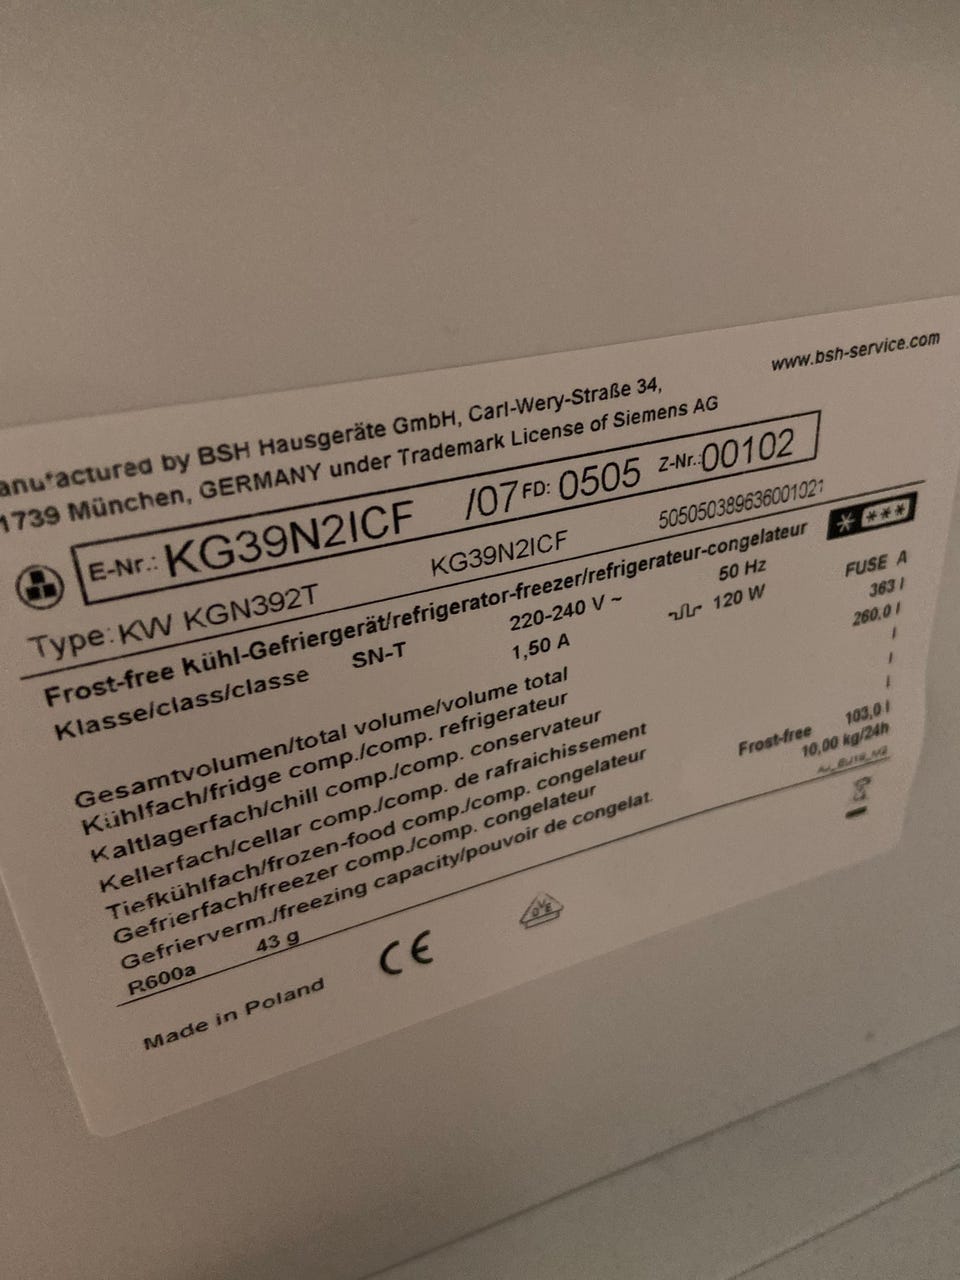 www.bsh-service.com
anufactured by BSH Hausgeräte GmbH, Carl-Wery-Straße 34,
1739 München, GERMANY under Trademark License of Siemens AG
E-Nr.: KG39N2ICF /07 FD: 0505 Z-Nr.: 00102
Type: KW KGN392T KG39N2ICF 505050389636001021
Frost-free Kühl-Gefriergerät/refrigerator-freezer/refrigerateur-congelateur
Klasse/class/classe SN-T 220-240 V ~ 50 Hz FUSE A
1,50 A 120 W
Gesamtvolumen/total volume/volume total 363 l
Kühlfach/fridge comp./comp. refrigerateur 260,0 l
Kaltlagerfach/chill comp./comp. conservateur l
Kellerfach/cellar comp./comp. de rafraichissement l
Tiefkühlfach/frozen-food comp./comp. congelateur l
Gefrierfach/freezer comp./comp. congelateur Frost-free 103,0 l
Gefrierverm./freezing capacity/pouvoir de congelat. 10,00 kg/24h
R600a 43 g
Made in Poland CE OVE